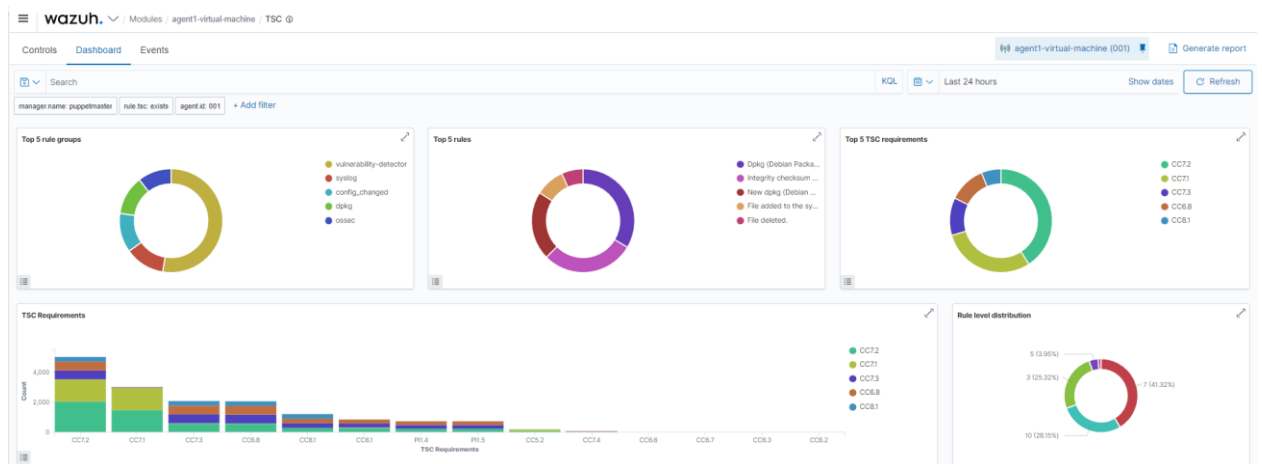 wazuh. / Modules / agent1-virtual-machine / TSC
Controls Dashboard Events agent1-virtual-machine (001) Generate report
Search KQL Last 24 hours Show dates Refresh
manager.name: puppetmaster rule.tsc: exists agent.id: 001 + Add filter
Top 5 rule groups
vulnerability-detector
syslog
config_changed
dpkg
ossec
Top 5 rules
Dpkg (Debian Packa...
Integrity checksum ...
New dpkg (Debian ...
File added to the sy...
File deleted.
Top 5 TSC requirements
CC7.2
CC7.1
CC7.3
CC6.8
CC8.1
TSC Requirements
Count
4,000
2,000
0
CC7.2 CC7.1 CC7.3 CC6.8 CC8.1 CC6.1 PI1.4 PI1.5 CC5.2 CC7.4 CC6.6 CC6.7 CC6.3 CC6.2
TSC Requirements
CC7.2
CC7.1
CC7.3
CC6.8
CC8.1
Rule level distribution
5 (3.95%)
3 (25.32%)
7 (41.32%)
10 (28.15%)